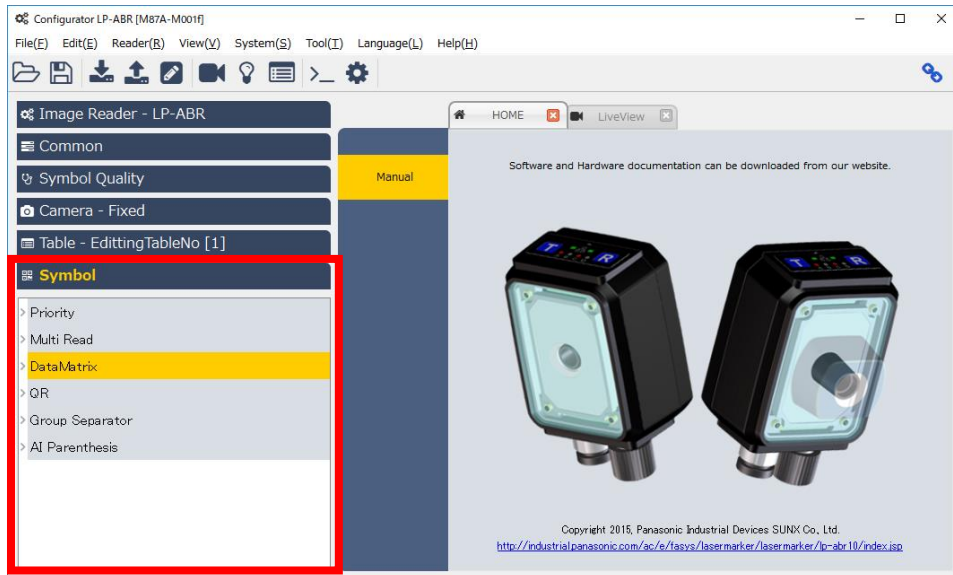 Configurator LP-ABR [M87A-M001f]
File(F) Edit(E) Reader(R) View(V) System(S) Tool(T) Language(L) Help(H)
Image Reader - LP-ABR
Common
Symbol Quality
Camera - Fixed
Table - EdittingTableNo [1]
Symbol
Priority
Multi Read
DataMatrix
QR
Group Separator
AI Parenthesis
Manual
HOME
LiveView
Software and Hardware documentation can be downloaded from our website.
T R
T R
Copyright 2015, Panasonic Industrial Devices SUNX Co., Ltd.
http://industrial.panasonic.com/ac/e/fasys/lasermarker/lasermarker/lp-abr10/index.jsp